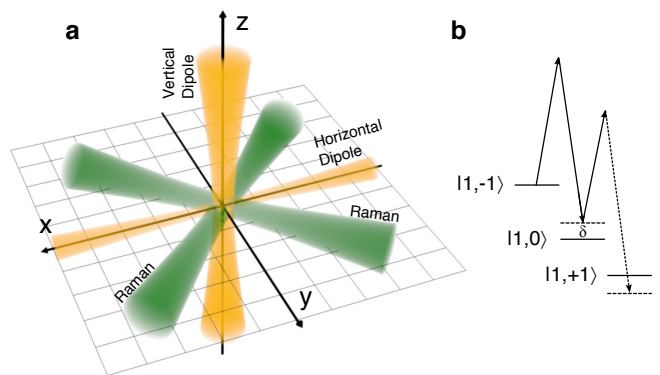 a
b
z
Vertical
Dipole
Horizontal
Dipole
x
Raman
Raman
y
|1,-1⟩
|1,0⟩
δ
|1,+1⟩